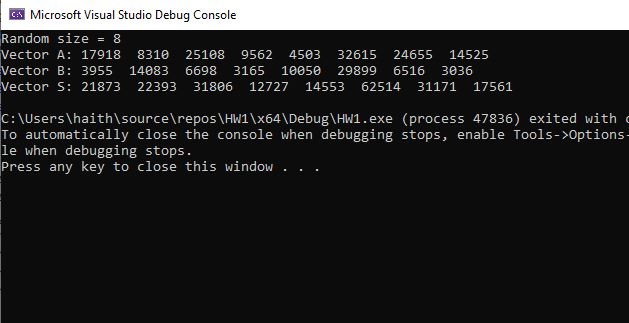 Microsoft Visual Studio Debug Console
Random size = 8
Vector A: 17918 8310 25108 9562 4503 32615 24655 14525
Vector B: 3955 14083 6698 3165 10050 29899 6516 3036
Vector S: 21873 22393 31806 12727 14553 62514 31171 17561
C:\Users\haith\source\repos\HW1\x64\Debug\HW1.exe (process 47836) exited with c
To automatically close the console when debugging stops, enable Tools->Options-
le when debugging stops.
Press any key to close this window . . .